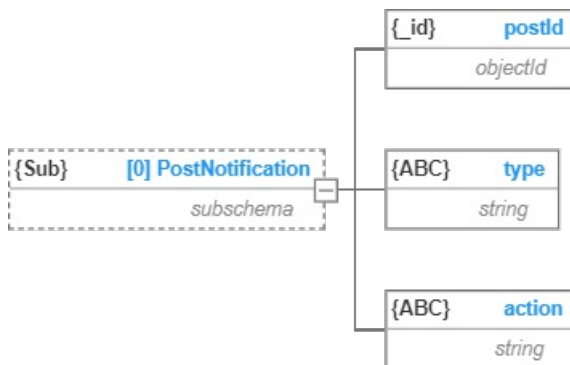 {_id} postId
objectId
{Sub} [0] PostNotification
subschema
{ABC} type
string
{ABC} action
string